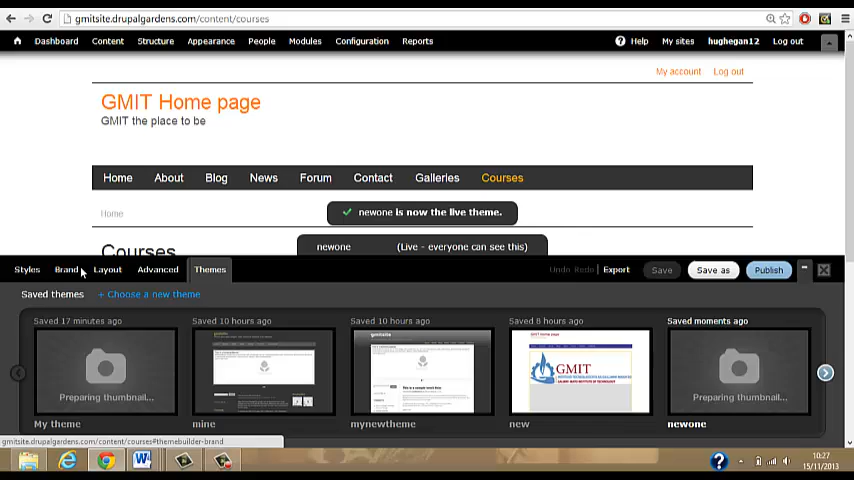 gmitsite.drupalgardens.com/content/courses
Dashboard Content Structure Appearance People Modules Configuration Reports Help My sites hughegan12 Log out
My account Log out
GMIT Home page
GMIT the place to be
Home About Blog News Forum Contact Galleries Courses
Home
newone is now the live theme.
Courses
newone (Live - everyone can see this)
Styles Brand Layout Advanced Themes Undo Redo Export Save Save as Publish
Saved themes + Choose a new theme
Saved 17 minutes ago Saved 10 hours ago Saved 10 hours ago Saved 8 hours ago Saved moments ago
GMIT
Preparing thumbnail... Preparing thumbnail...
My theme mine mynewtheme new newone
gmitsite.drupalgardens.com/content/courses#themebuilder-brand
10:27
15/11/2013